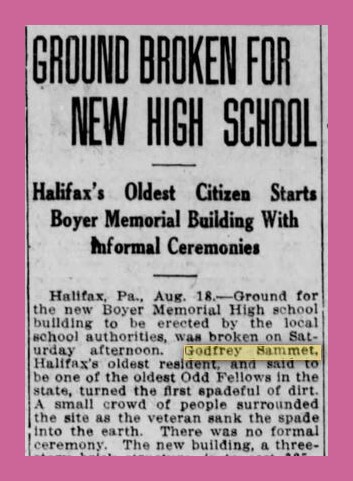 GROUND BROKEN FOR
NEW HIGH SCHOOL
Halifax's Oldest Citizen Starts
Boyer Memorial Building With
Informal Ceremonies
Halifax, Pa., Aug. 18.—Ground for
the new Boyer Memorial High school
building to be erected by the local
school authorities, was broken on Sat-
urday afternoon. Godfrey Sammet,
Halifax's oldest resident, and said to
be one of the oldest Odd Fellows in the
state, turned the first spadeful of dirt.
A small crowd of people surrounded
the site as the veteran sank the spade
into the earth. There was no formal
ceremony. The new building, a three-